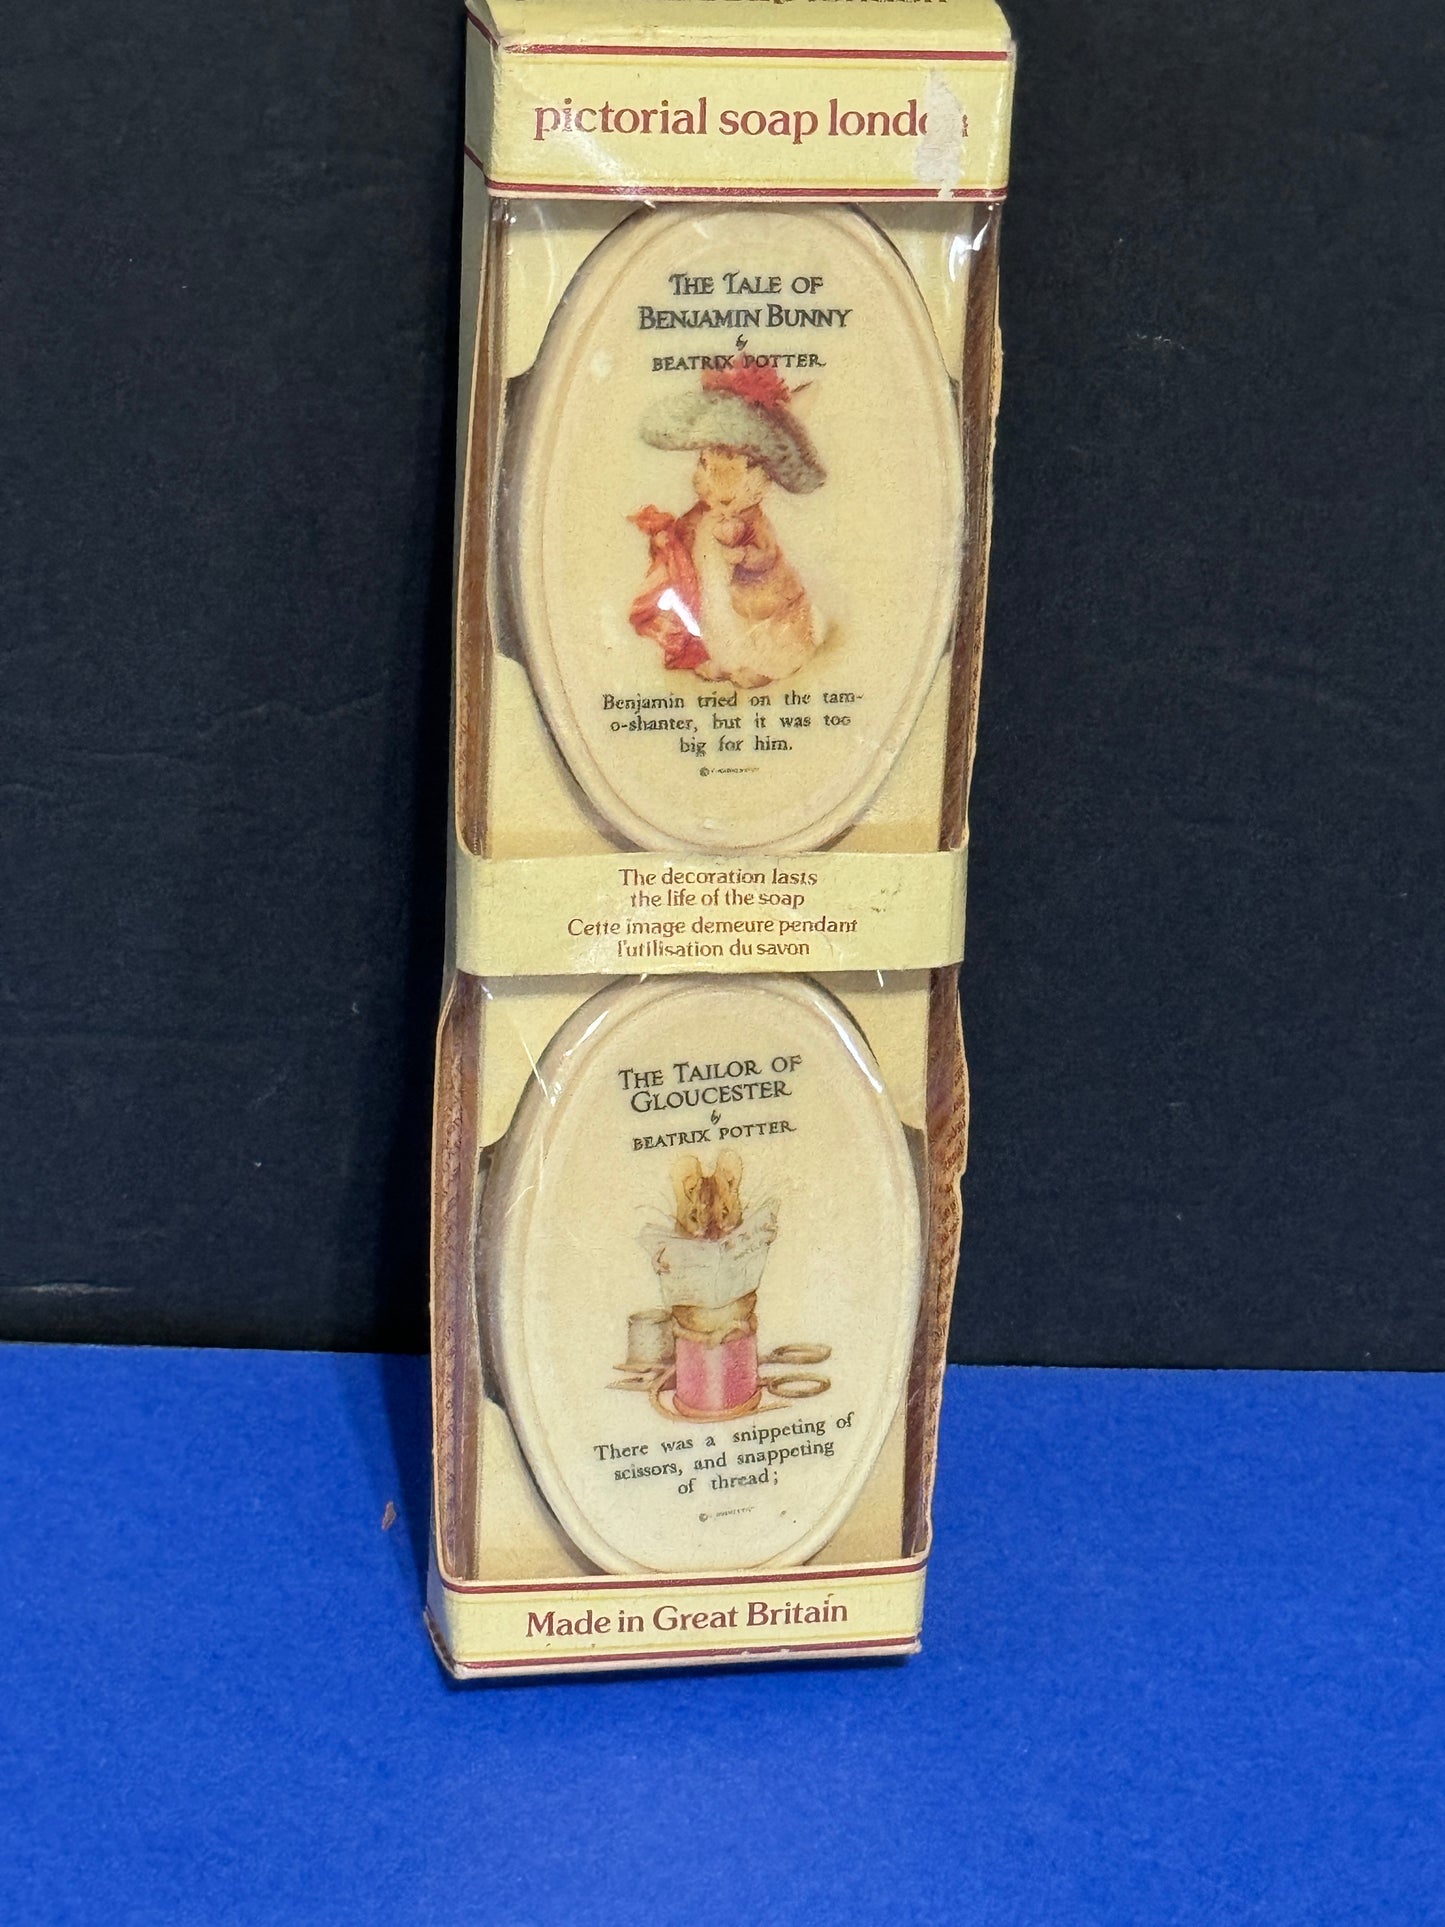 pictorial soap
THE TALE OF
BENJAMIN BUNNY
by
BEATRIX POTTER
Benjamin tried on the tam-
o-shanter, but it was too
big for him.
©
The decoration lasts
the life of the soap
Cette image demeure pendant
l'utilisation du savon
THE TAILOR OF
GLOUCESTER
by
BEATRIX POTTER
There was a snippeting of
scissors, and snappeting
of thread;
©
Made in Great Britain